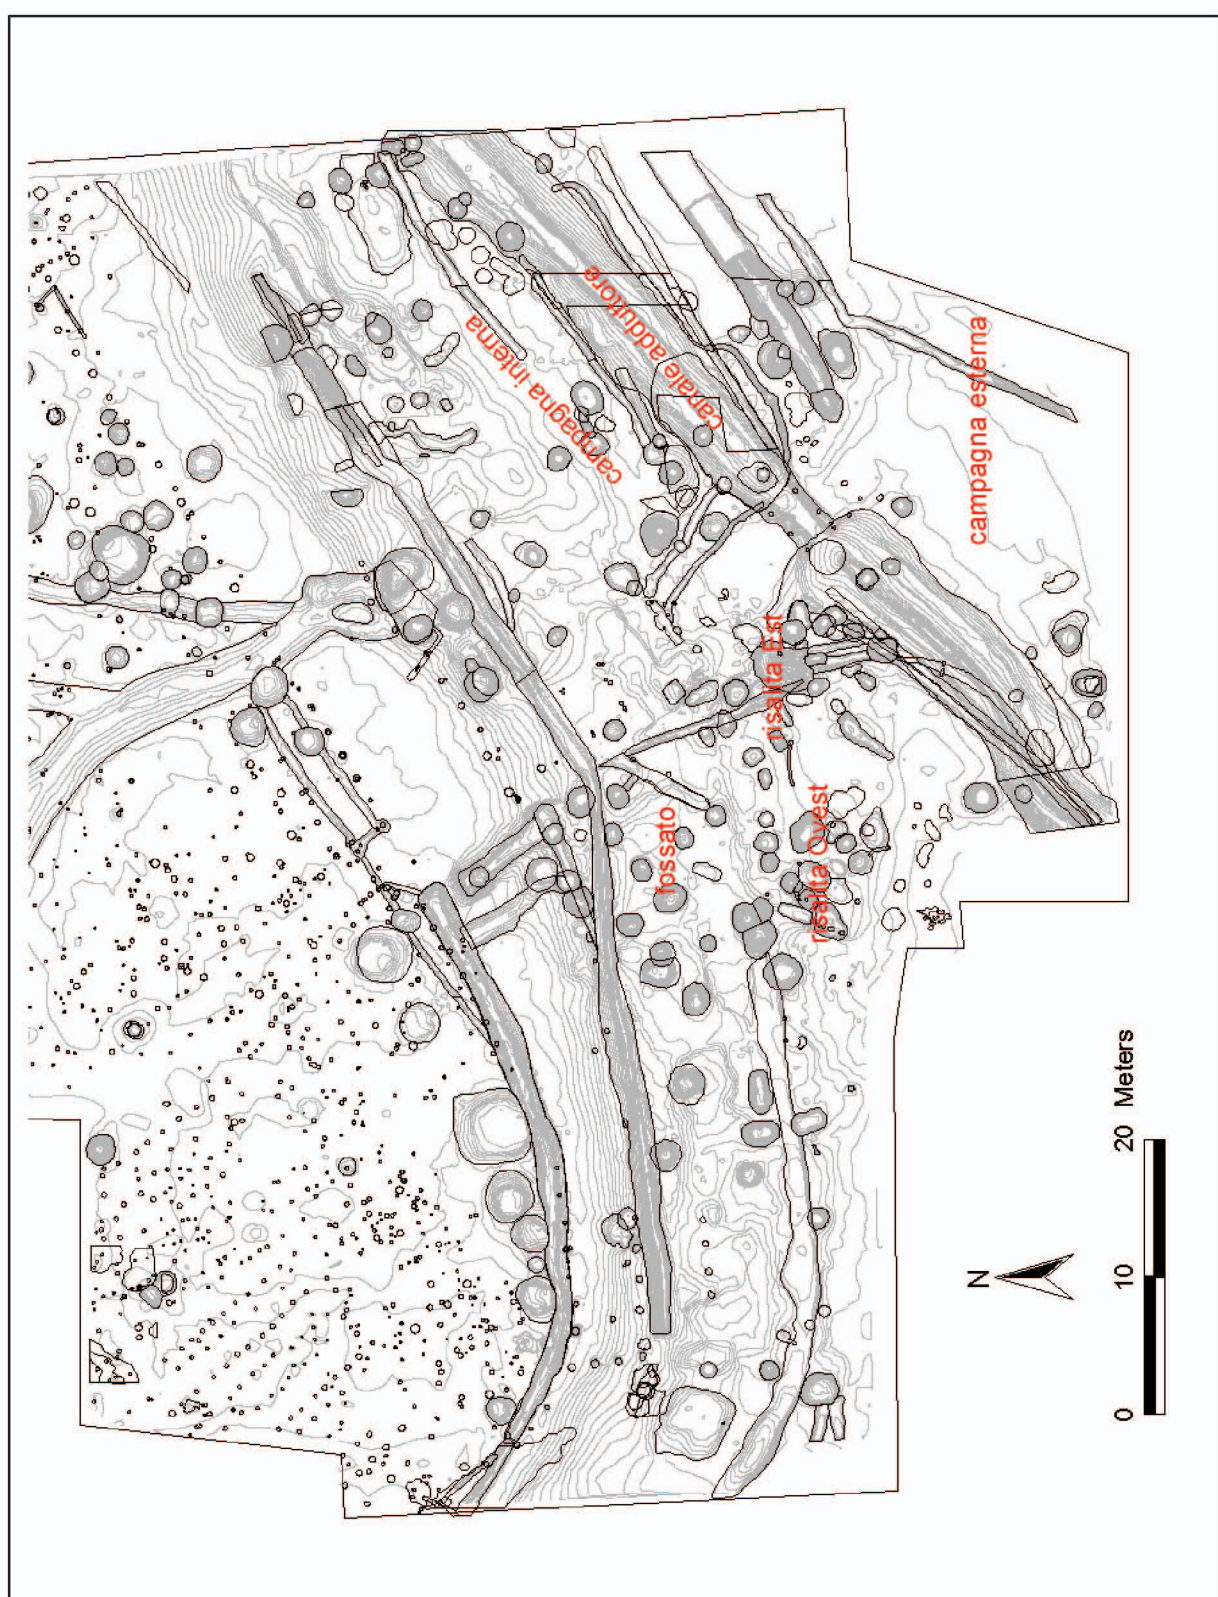 campagna interna
canale adduttore
campagna esterna
risalita Est
fossato
risalita Ovest
N
0 10 20 Meters